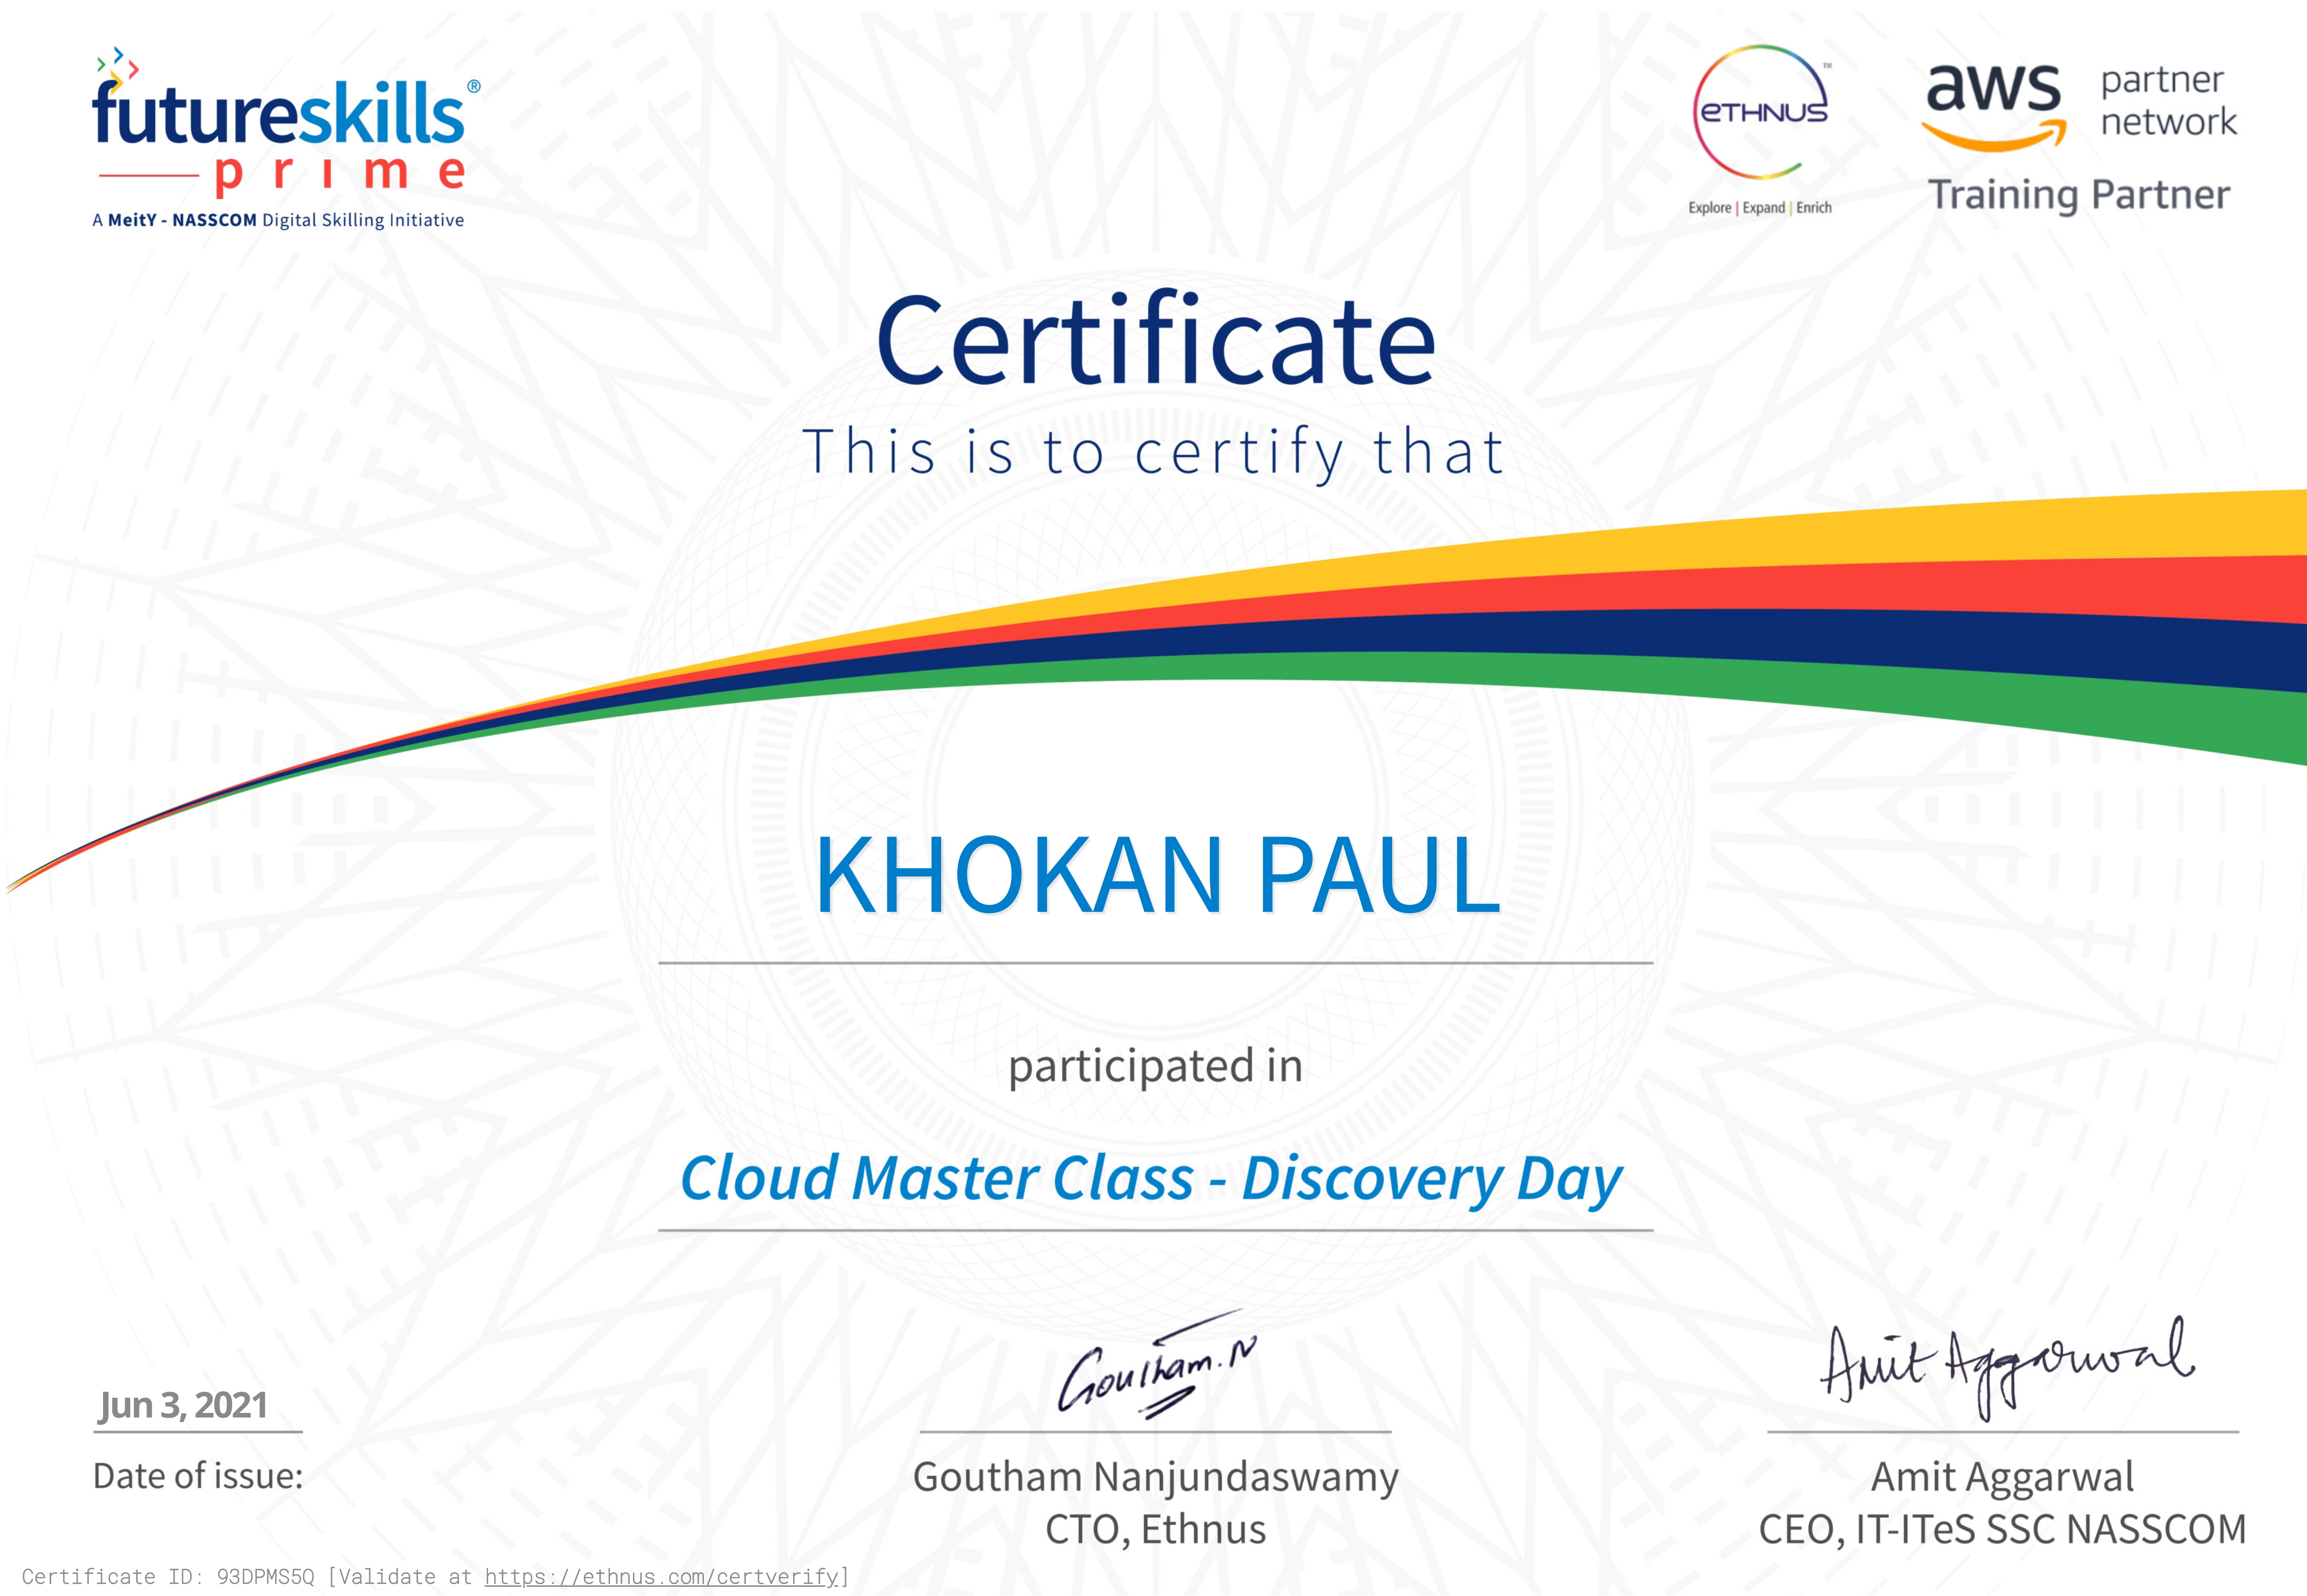 futureskills®
prime
A MeitY - NASSCOM Digital Skilling Initiative
eTHNUS™
Explore | Expand | Enrich
aws partner network
Training Partner
Certificate
This is to certify that
KHOKAN PAUL
participated in
Cloud Master Class - Discovery Day
Jun 3, 2021
Date of issue:
Goutham.N
Goutham Nanjundaswamy
CTO, Ethnus
Amit Aggarwal
Amit Aggarwal
CEO, IT-ITeS SSC NASSCOM
Certificate ID: 93DPMS5Q [Validate at https://ethnus.com/certverify]